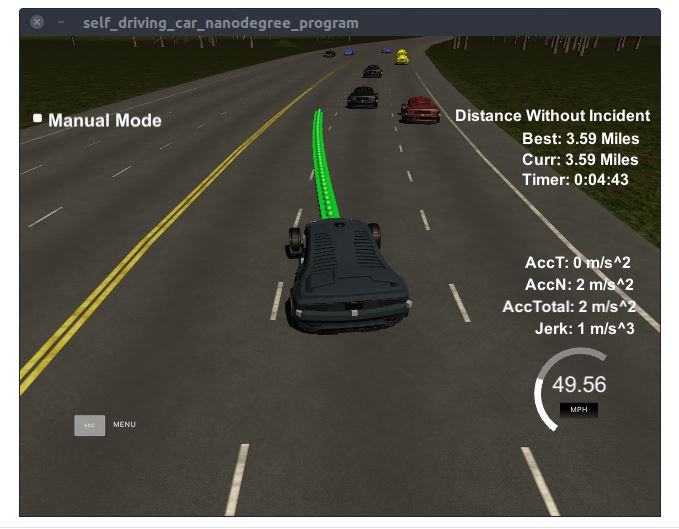 self_driving_car_nanodegree_program
Manual Mode
Distance Without Incident
Best: 3.59 Miles
Curr: 3.59 Miles
Timer: 0:04:43
AccT: 0 m/s^2
AccN: 2 m/s^2
AccTotal: 2 m/s^2
Jerk: 1 m/s^3
49.56
MPH
ESC MENU